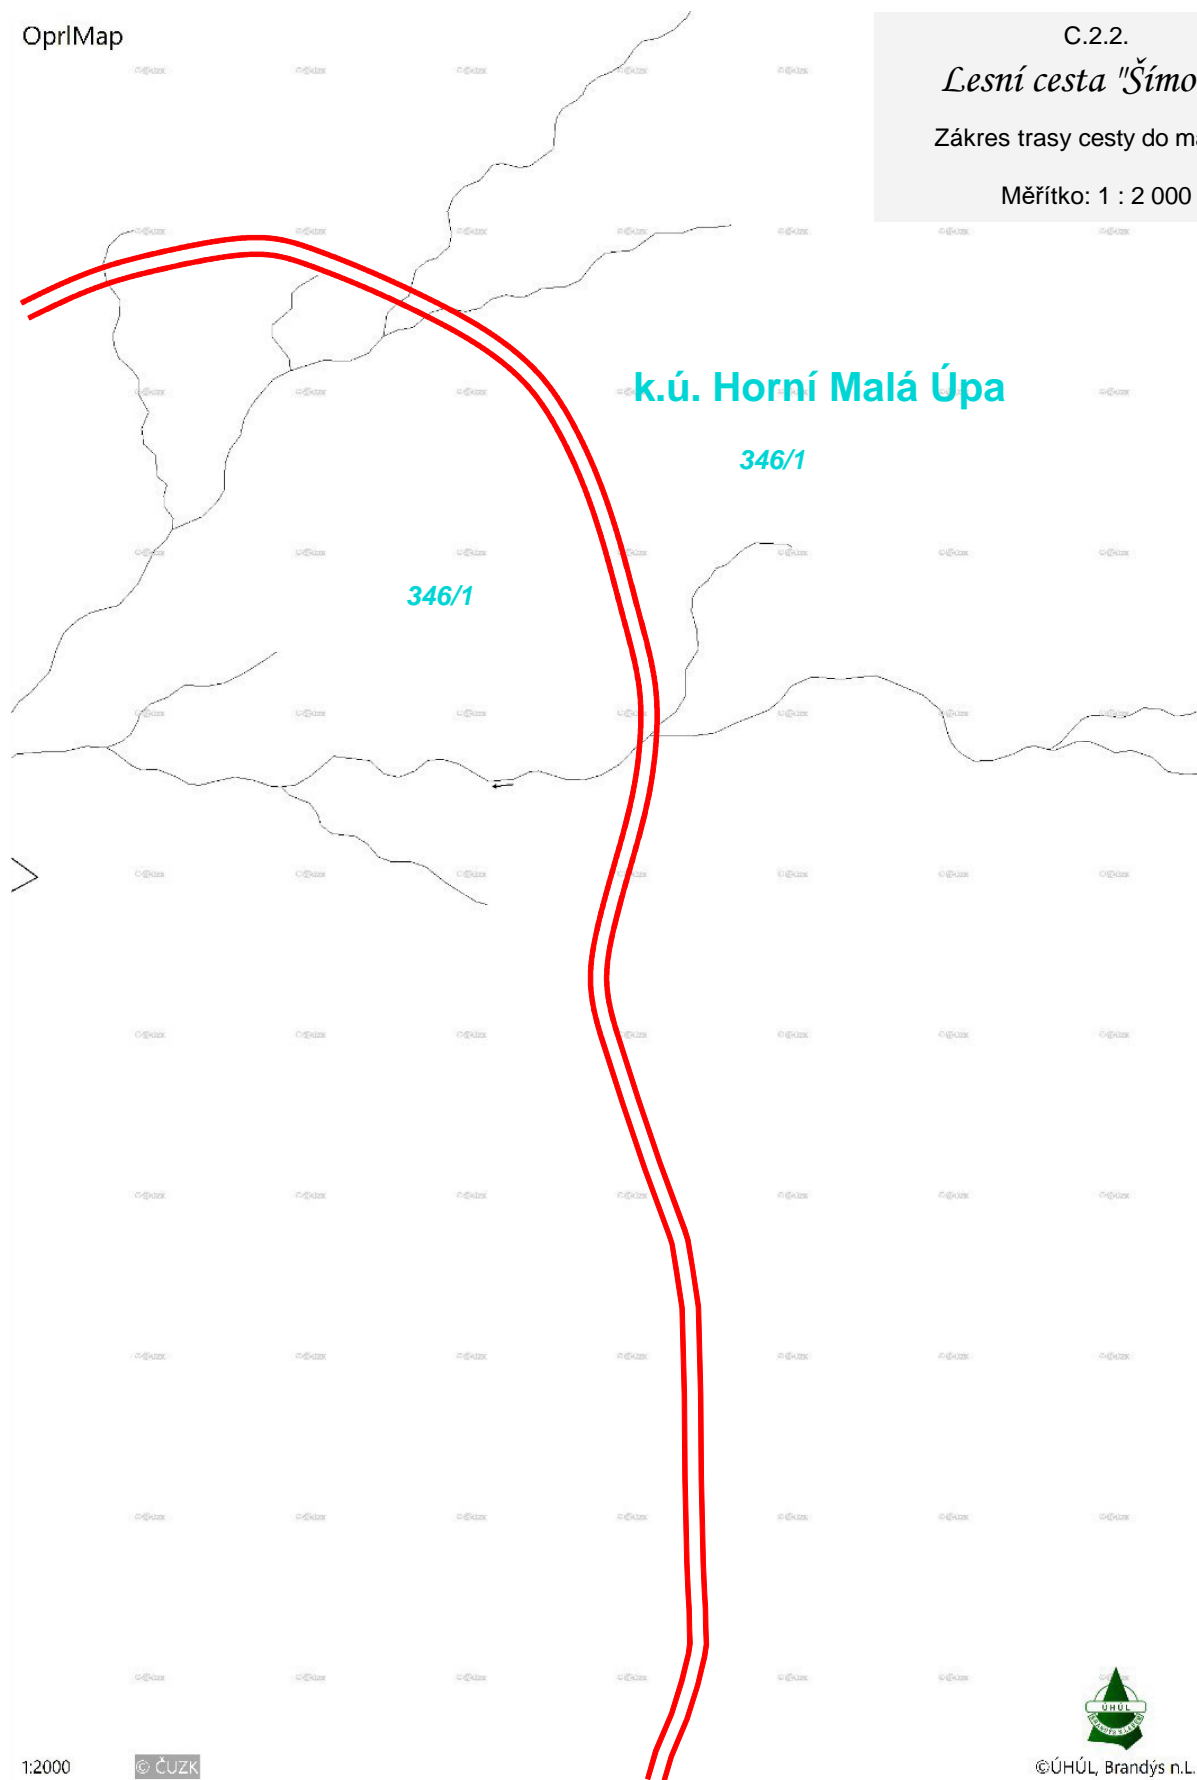 OprlMap
C.2.2.
Lesní cesta "Šímo
Zákres trasy cesty do
Měřítko: 1 : 2 000
k.ú. Horní Malá Úpa
346/1
346/1
ÚHÚL
1:2000
© ČUZK
©ÚHÚL, Brandýs n.L.